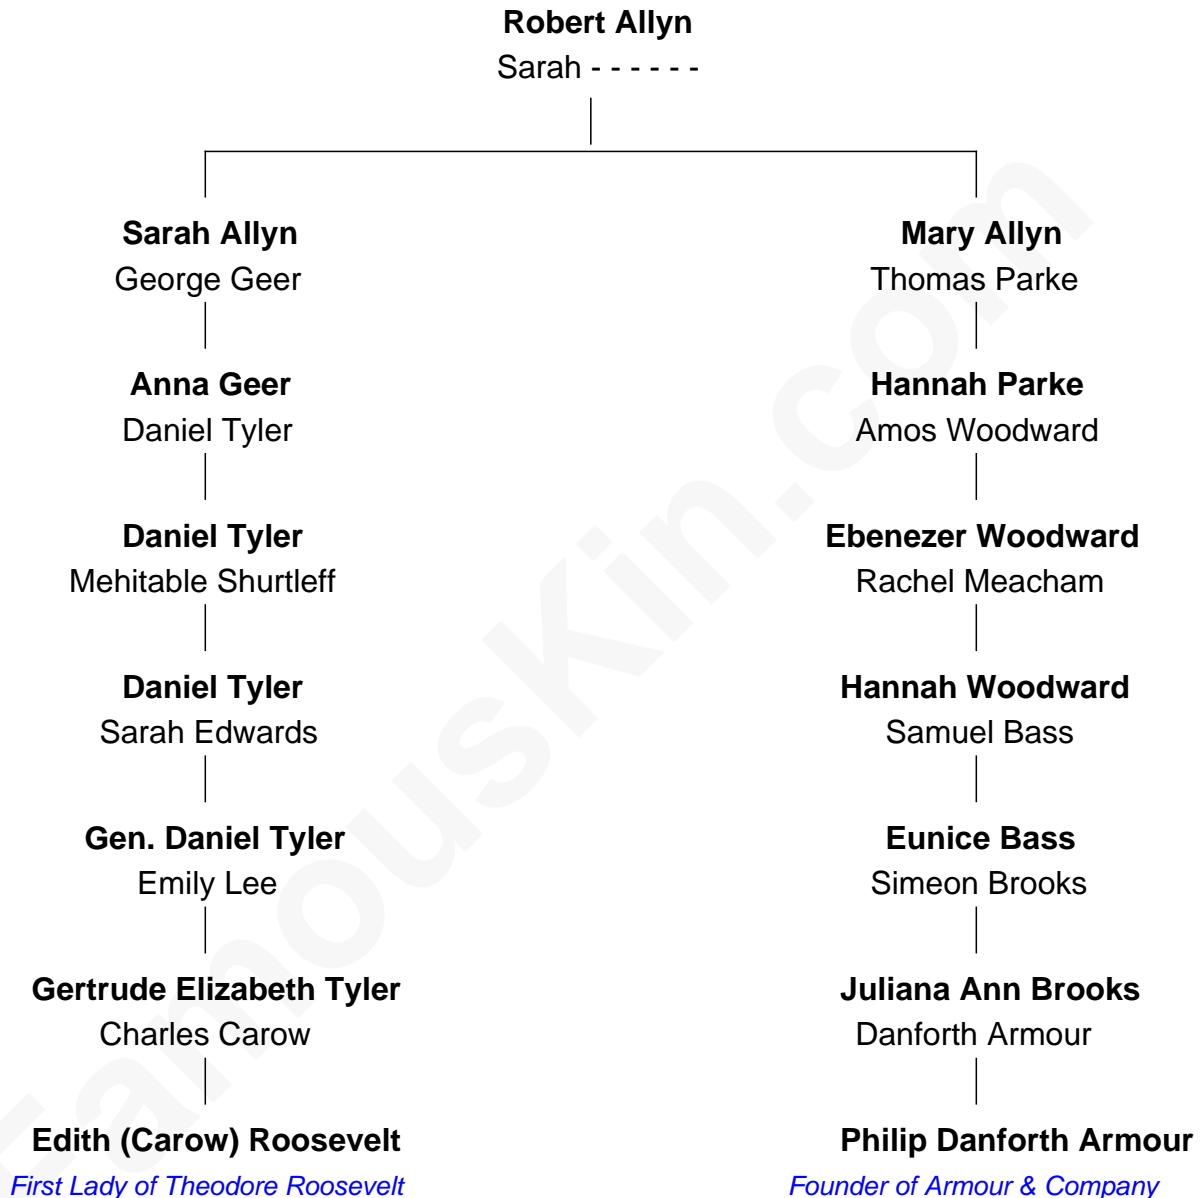 Robert Allyn
Sarah - - - - - -
Sarah Allyn
George Geer
Mary Allyn
Thomas Parke
Anna Geer
Daniel Tyler
Hannah Parke
Amos Woodward
Daniel Tyler
Mehitable Shurtleff
Ebenezer Woodward
Rachel Meacham
Daniel Tyler
Sarah Edwards
Hannah Woodward
Samuel Bass
Gen. Daniel Tyler
Emily Lee
Eunice Bass
Simeon Brooks
Gertrude Elizabeth Tyler
Charles Carow
Juliana Ann Brooks
Danforth Armour
Edith (Carow) Roosevelt
First Lady of Theodore Roosevelt
Philip Danforth Armour
Founder of Armour & Company
FamousKin.com